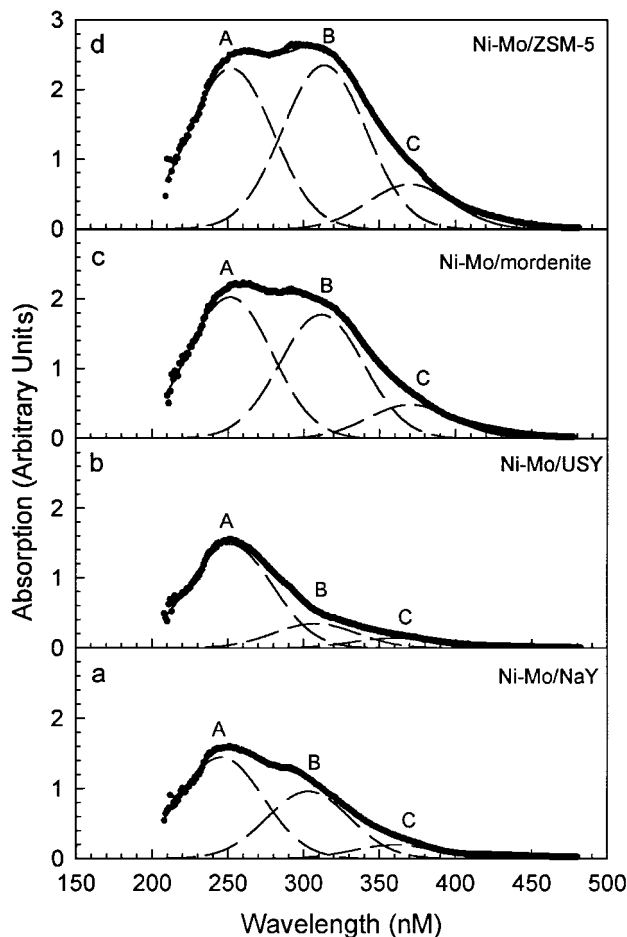 d
A
B
C
Ni-Mo/ZSM-5
3
2
1
0
c
A
B
C
Ni-Mo/mordenite
2
1
0
b
A
B
C
Ni-Mo/USY
2
1
0
a
A
B
C
Ni-Mo/NaY
2
1
0
Absorption (Arbitrary Units)
150 200 250 300 350 400 450 500
Wavelength (nM)